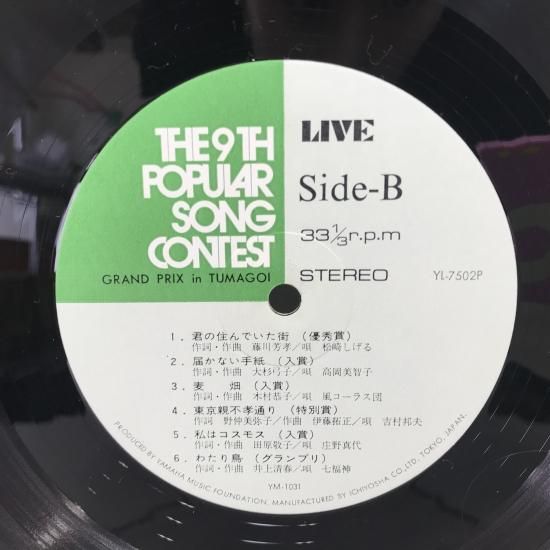 THE 9TH
POPULAR
SONG
CONTEST
GRAND PRIX in TUMAGOI
LIVE
Side-B
33 1/3 r.p.m
STEREO
YL-7502P
1．君の住んでいた街 （優秀賞）
作詞・作曲 藤川芳孝／唄 松崎しげる
2．届かない手紙 （入賞）
作詞・作曲 大杉弓子／唄 高岡美智子
3．麦　畑 （入賞）
作詞・作曲 木村恭子／唄 風コーラス団
4．東京親不孝通り （特別賞）
作詞 野仲美弥子／作曲 伊藤拓正／唄 吉村邦夫
5．私はコスモス （入賞）
作詞・作曲 田原敬子／唄 庄野真代
6．わたり鳥 （グランプリ）
作詞・作曲 井上清春／唄 七福神
PRODUCED BY YAMAHA MUSIC FOUNDATION, MANUFACTURED BY ICHIYOSHA CO.LTD. TOKYO, JAPAN.
YM-1031